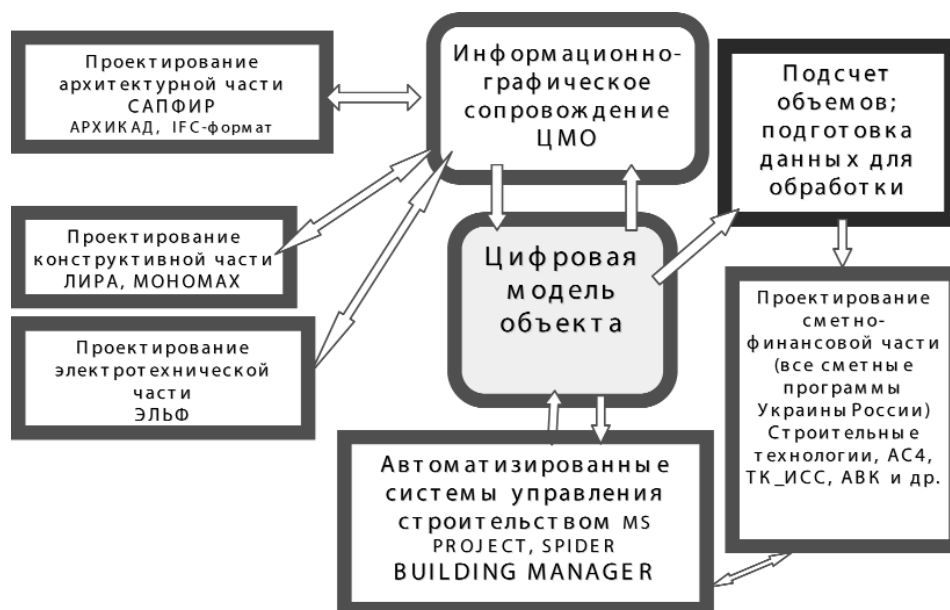 Проектирование
архитектурной части
САПФИР
АРХИКАД, IFC-формат
Информационно-
графическое
сопровождение
ЦМО
Подсчет
объемов;
подготовка
данных для
обработки
Проектирование
конструктивной части
ЛИРА, МОНОМАХ
Цифровая
модель
объекта
Проектирование
электротехнической
части
ЭЛЬФ
Проектирование
сметно-
финансовой части
(все сметные
программы
Украины России)
Строительные
технологии, АС4,
ТК_ИСС, АВК и др.
Автоматизированные
системы управления
строительством MS
PROJECT, SPIDER
BUILDING MANAGER